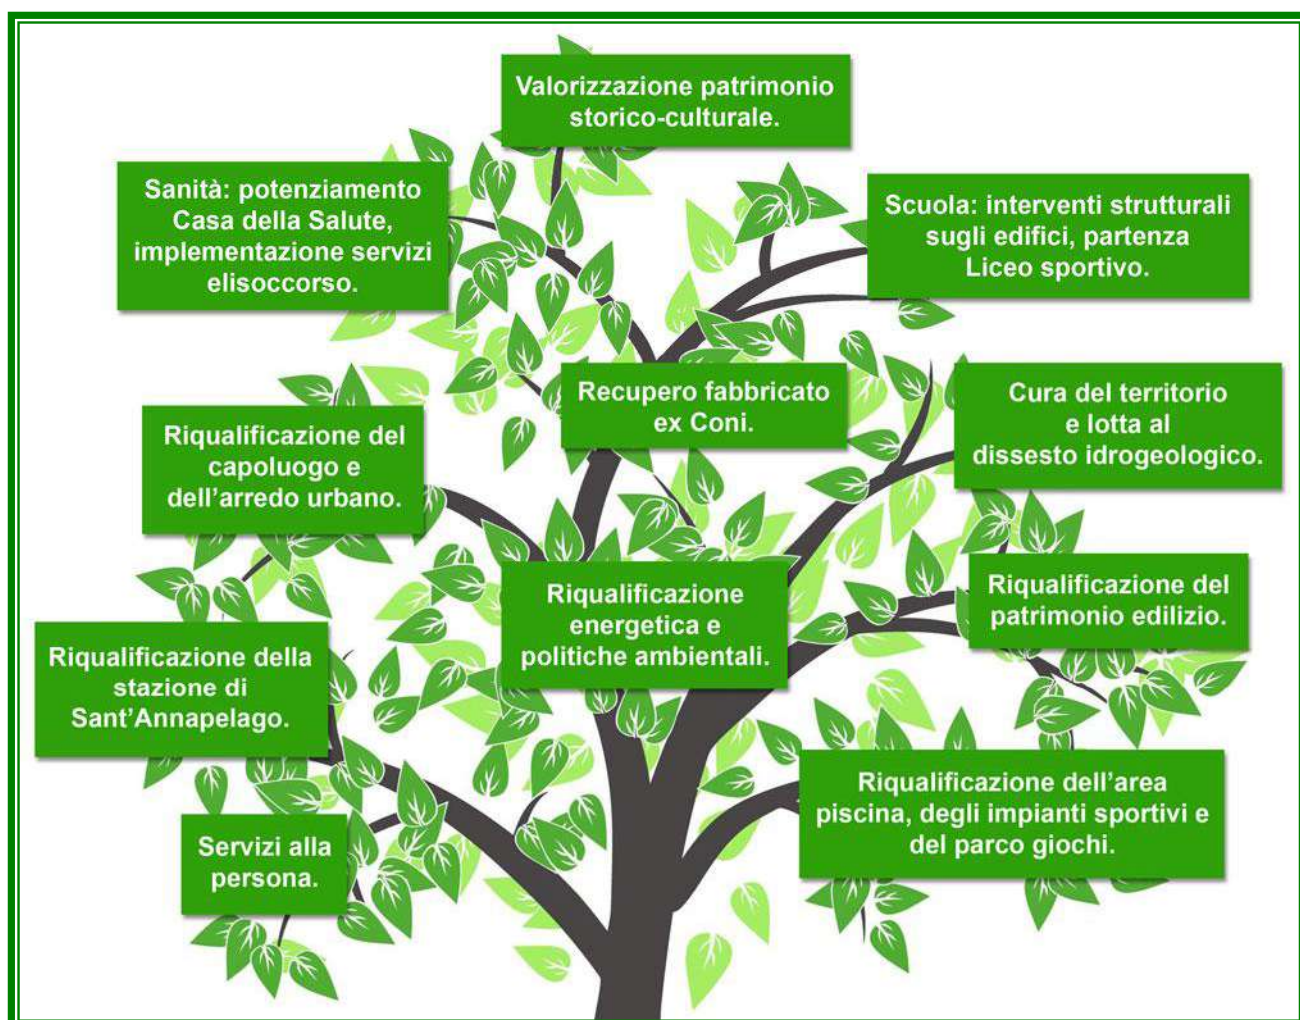 Valorizzazione patrimonio
storico-culturale.
Sanità: potenziamento
Casa della Salute,
implementazione servizi
elisoccorso.
Scuola: interventi strutturali
sugli edifici, partenza
Liceo sportivo.
Recupero fabbricato
ex Coni.
Cura del territorio
e lotta al
dissesto idrogeologico.
Riqualificazione del
capoluogo e
dell’arredo urbano.
Riqualificazione
energetica e
politiche ambientali.
Riqualificazione del
patrimonio edilizio.
Riqualificazione della
stazione di
Sant’Annapelago.
Riqualificazione dell’area
piscina, degli impianti sportivi e
del parco giochi.
Servizi alla
persona.